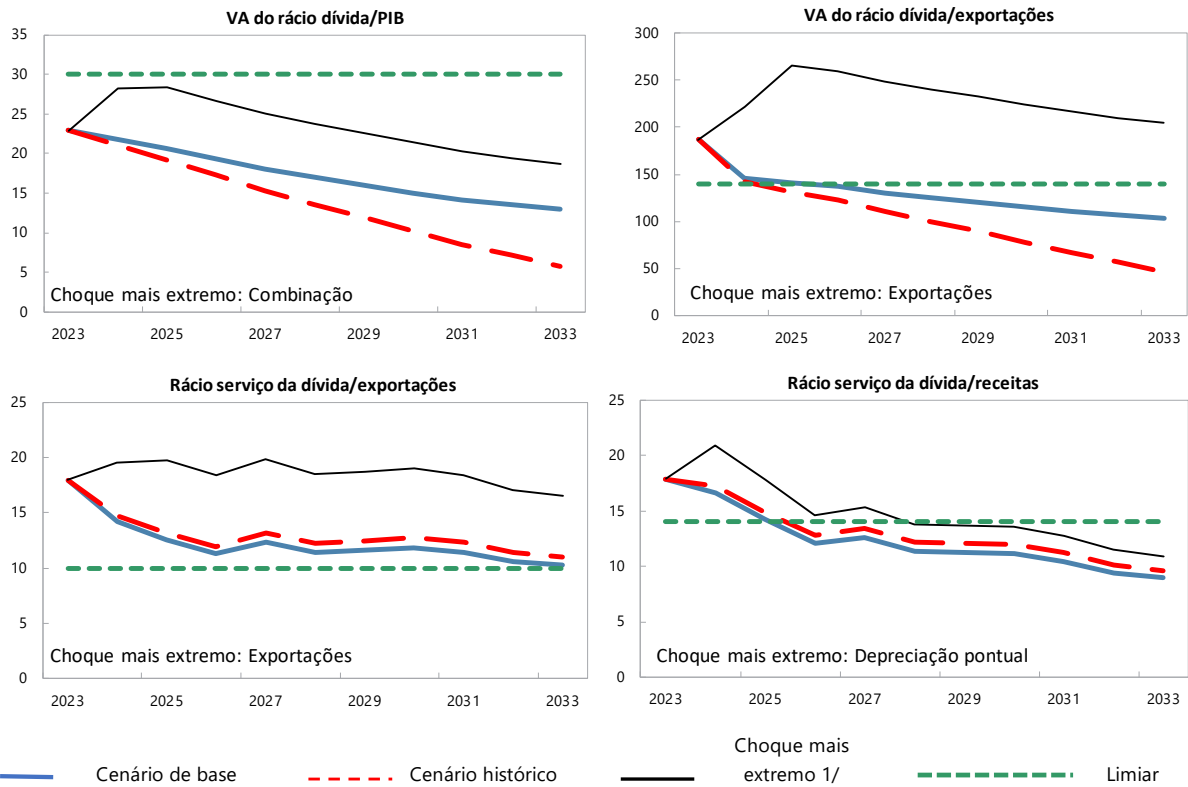 VA do rácio dívida/PIB
35
30
25
20
15
10
5
0
Choque mais extremo: Combinação
2023 2025 2027 2029 2031 2033
VA do rácio dívida/exportações
300
250
200
150
100
50
0
Choque mais extremo: Exportações
2023 2025 2027 2029 2031 2033
Rácio serviço da dívida/exportações
25
20
15
10
5
0
Choque mais extremo: Exportações
2023 2025 2027 2029 2031 2033
Rácio serviço da dívida/receitas
25
20
15
10
5
0
Choque mais extremo: Depreciação pontual
2023 2025 2027 2029 2031 2033
Cenário de base
Cenário histórico
Choque mais
extremo 1/
Limiar